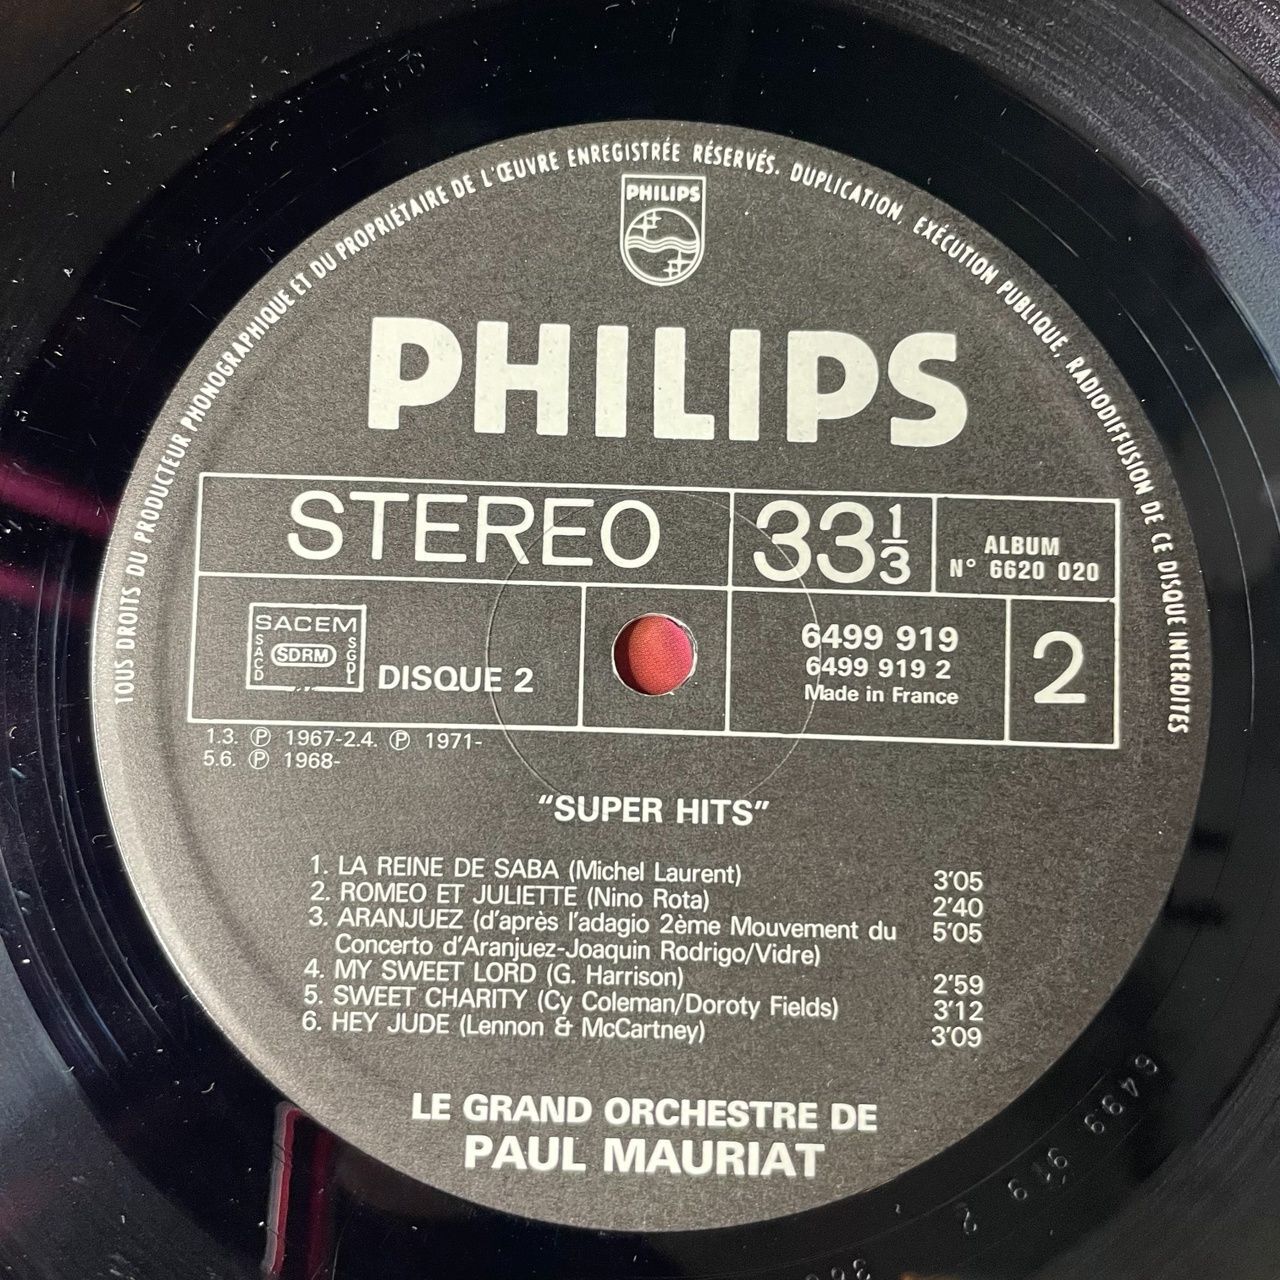 TOUS DROITS DU PRODUCTEUR PHONOGRAPHIQUE ET DU PROPRIÉTAIRE DE L'ŒUVRE ENREGISTRÉE RÉSERVÉS. DUPLICATION, EXÉCUTION PUBLIQUE, RADIODIFFUSION DE CE DISQUE INTERDITES
PHILIPS
PHILIPS
STEREO
33 1/3
ALBUM
N° 6620 020
SACEM
SACD
SDRM
SGDL
DISQUE 2
6499 919
6499 919 2
Made in France
2
1.3. ℗ 1967-2.4. ℗ 1971-
5.6. ℗ 1968-
"SUPER HITS"
1. LA REINE DE SABA (Michel Laurent) 3'05
2. ROMEO ET JULIETTE (Nino Rota) 2'40
3. ARANJUEZ (d'après l'adagio 2ème Mouvement du 5'05
Concerto d'Aranjuez-Joaquin Rodrigo/Vidre)
4. MY SWEET LORD (G. Harrison) 2'59
5. SWEET CHARITY (Cy Coleman/Doroty Fields) 3'12
6. HEY JUDE (Lennon & McCartney) 3'09
LE GRAND ORCHESTRE DE
PAUL MAURIAT
6499 919 2